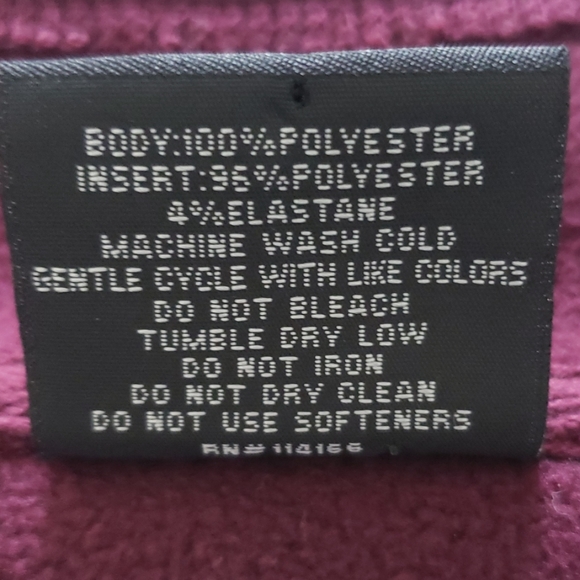 BODY:100%POLYESTER
INSERT:96%POLYESTER
4%ELASTANE
MACHINE WASH COLD
GENTLE CYCLE WITH LIKE COLORS
DO NOT BLEACH
TUMBLE DRY LOW
DO NOT IRON
DO NOT DRY CLEAN
DO NOT USE SOFTENERS
RN# 114166